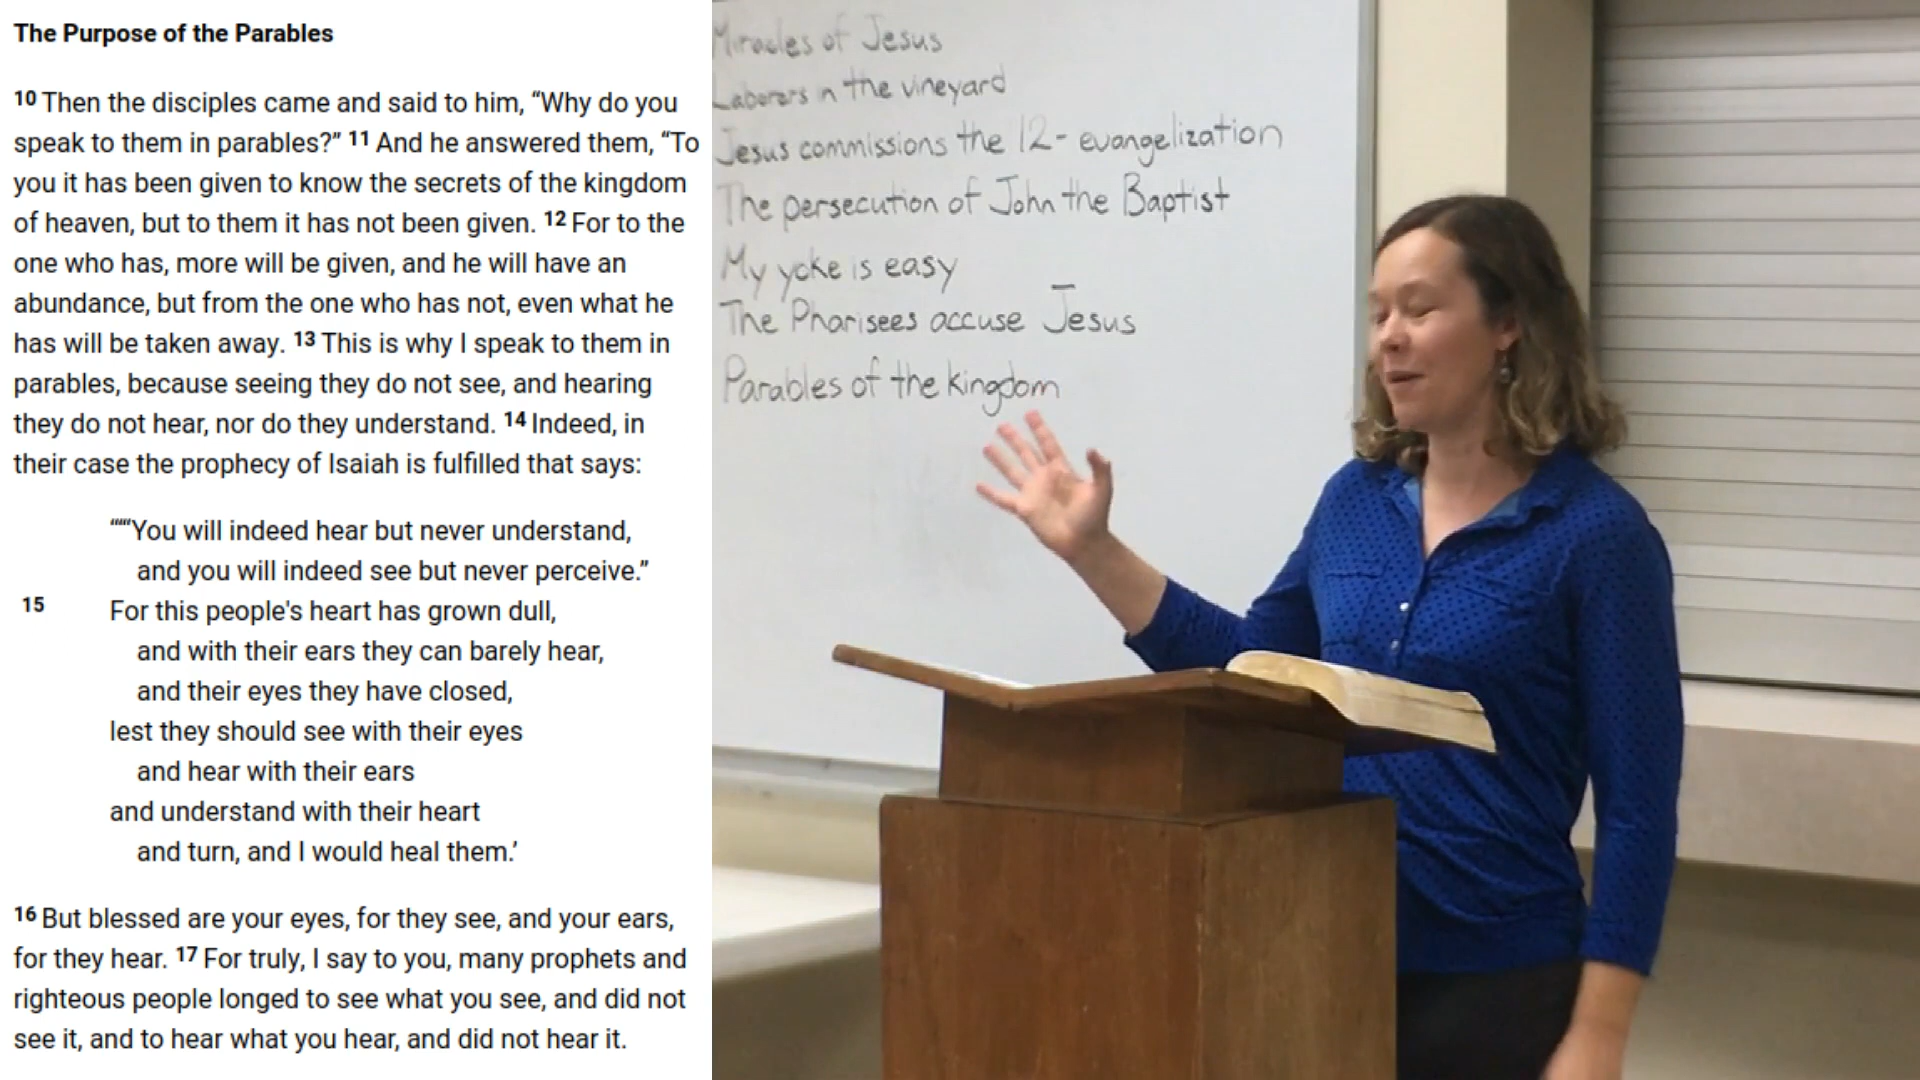 The Purpose of the Parables
10 Then the disciples came and said to him, “Why do you
speak to them in parables?” 11 And he answered them, “To
you it has been given to know the secrets of the kingdom
of heaven, but to them it has not been given. 12 For to the
one who has, more will be given, and he will have an
abundance, but from the one who has not, even what he
has will be taken away. 13 This is why I speak to them in
parables, because seeing they do not see, and hearing
they do not hear, nor do they understand. 14 Indeed, in
their case the prophecy of Isaiah is fulfilled that says:
“““You will indeed hear but never understand,
and you will indeed see but never perceive.”
15 For this people's heart has grown dull,
and with their ears they can barely hear,
and their eyes they have closed,
lest they should see with their eyes
and hear with their ears
and understand with their heart
and turn, and I would heal them.’
16 But blessed are your eyes, for they see, and your ears,
for they hear. 17 For truly, I say to you, many prophets and
righteous people longed to see what you see, and did not
see it, and to hear what you hear, and did not hear it.
Miracles of Jesus
Laborers in the vineyard
Jesus commissions the 12- evangelization
The persecution of John the Baptist
My yoke is easy
The Pharisees accuse Jesus
Parables of the kingdom